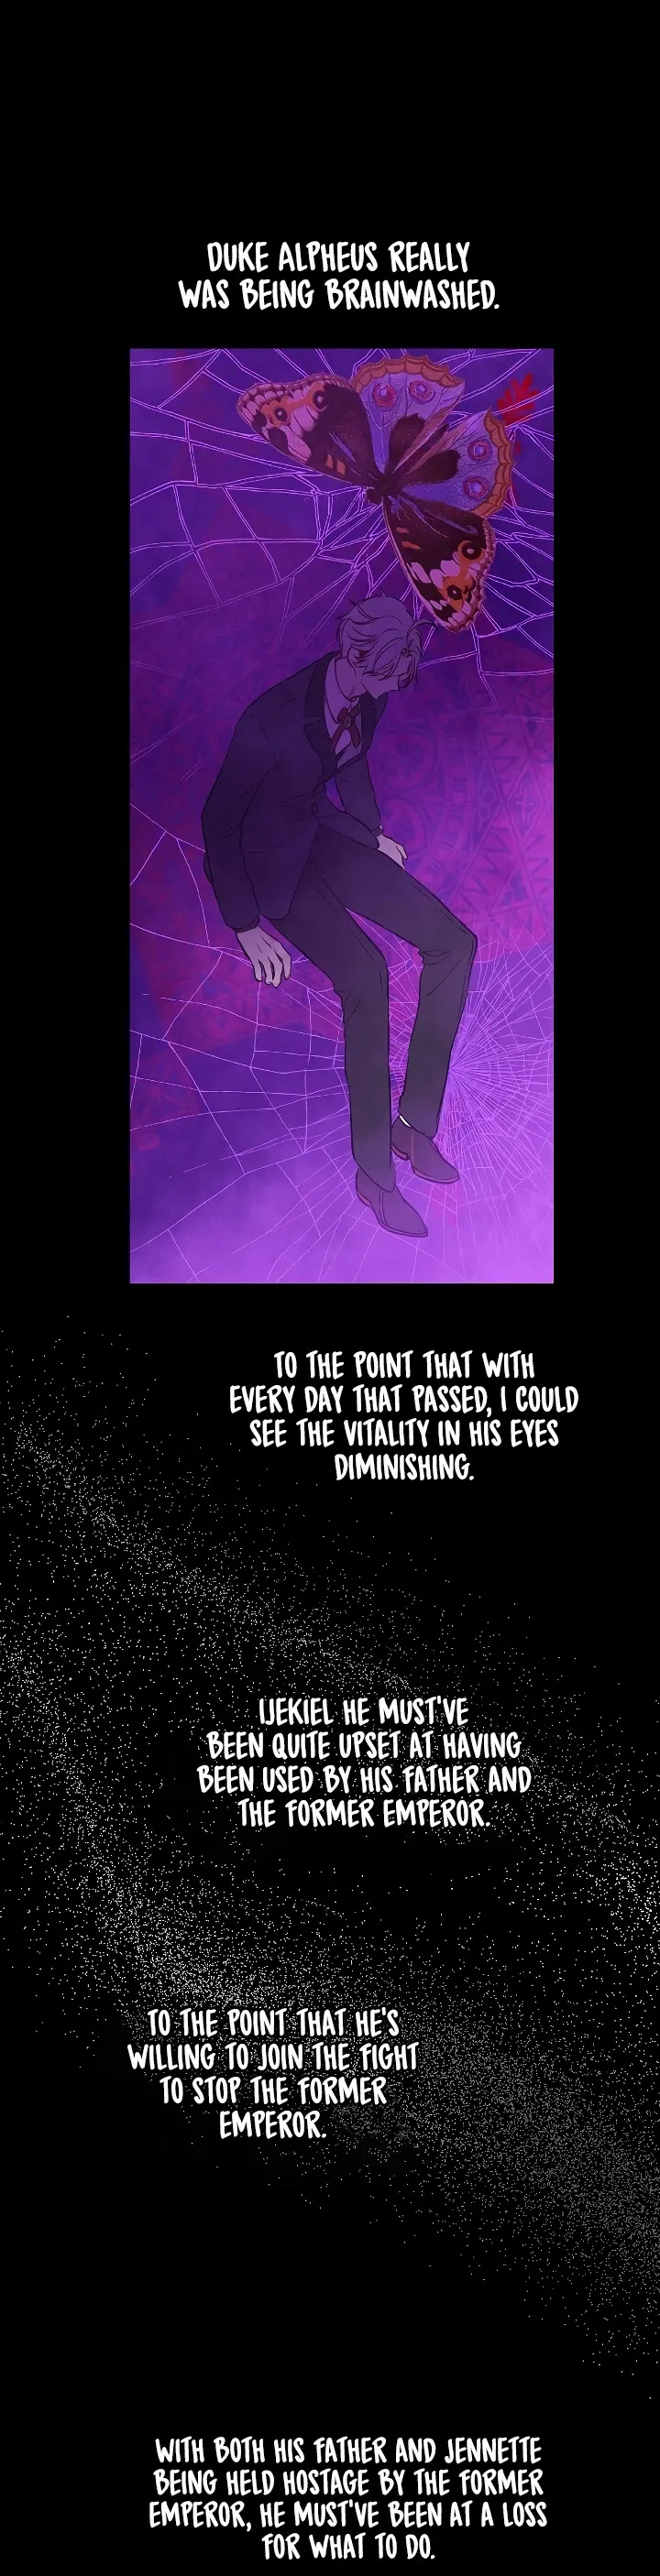 DUKE ALPHEUS REALLY
WAS BEING BRAINWASHED.
TO THE POINT THAT WITH
EVERY DAY THAT PASSED, I COULD
SEE THE VITALITY IN HIS EYES
DIMINISHING.
IJEKIEL HE MUST'VE
BEEN QUITE UPSET AT HAVING
BEEN USED BY HIS FATHER AND
THE FORMER EMPEROR.
TO THE POINT THAT HE'S
WILLING TO JOIN THE FIGHT
TO STOP THE FORMER
EMPEROR.
WITH BOTH HIS FATHER AND JENNETTE
BEING HELD HOSTAGE BY THE FORMER
EMPEROR, HE MUST'VE BEEN AT A LOSS
FOR WHAT TO DO.